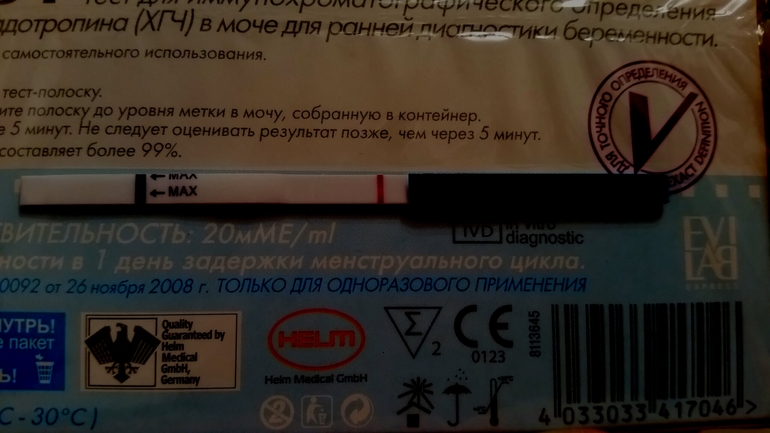 тест для иммунохроматографического определения
адотропина (ХГЧ) в моче для ранней диагностики беременности.
самостоятельного использования.
тест-полоску.
ите полоску до уровня метки в мочу, собранную в контейнер.
5 минут. Не следует оценивать результат позже, чем через 5 минут.
составляет более 99%.
ДЛЯ ТОЧНОГО ОПРЕДЕЛЕНИЯ
EXACT DEFINITION
MAX
MAX
ВИТЕЛЬНОСТЬ: 20мМЕ/ml
IVD in vitro
diagnostic
ности в 1 день задержки менструального цикла.
0092 от 26 ноября 2008 г. ТОЛЬКО ДЛЯ ОДНОРАЗОВОГО ПРИМЕНЕНИЯ
EVI
LAB
УТРЬ!
е пакет
Ь!
Quality
Guaranteed by
Helm
Medical
GmbH,
Germany
HELM
Helm Medical GmbH
Σ 2
CE
0123
8113645
C - 30°C)
4 033033 417046 >